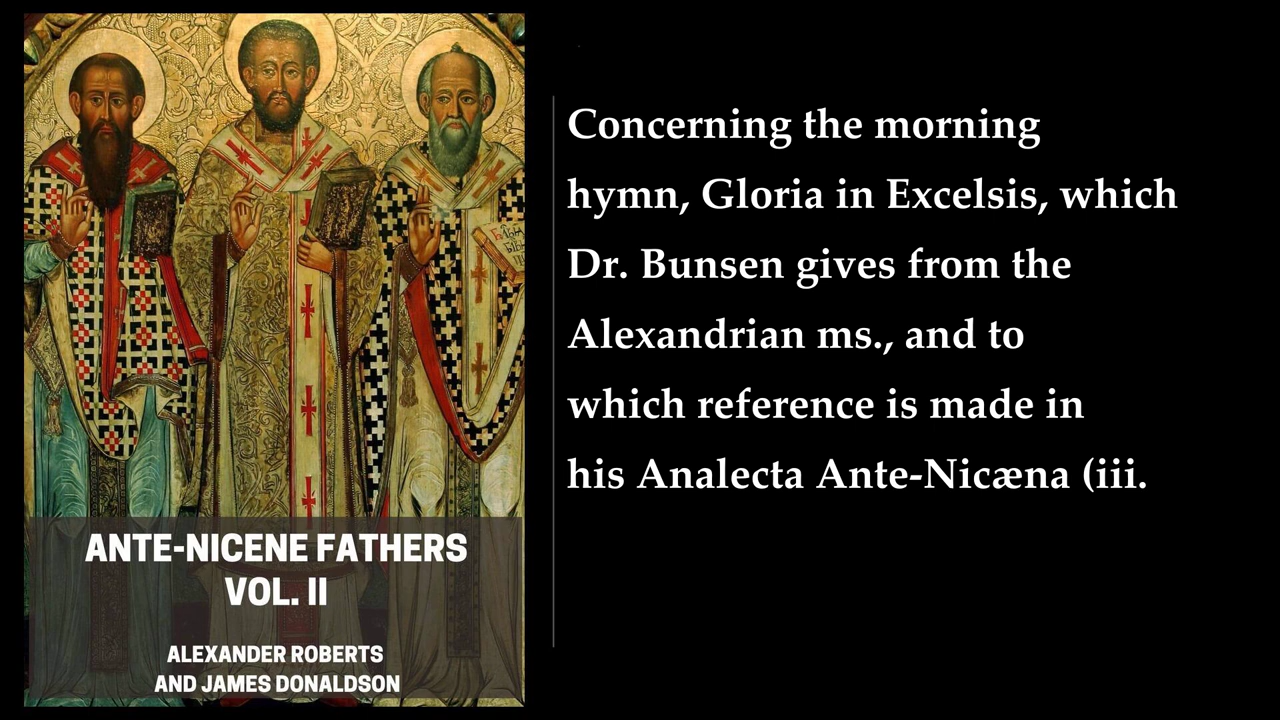 ANTE-NICENE FATHERS
VOL. II
ALEXANDER ROBERTS
AND JAMES DONALDSON
Concerning the morning
hymn, Gloria in Excelsis, which
Dr. Bunsen gives from the
Alexandrian ms., and to
which reference is made in
his Analecta Ante-Nicæna (iii.